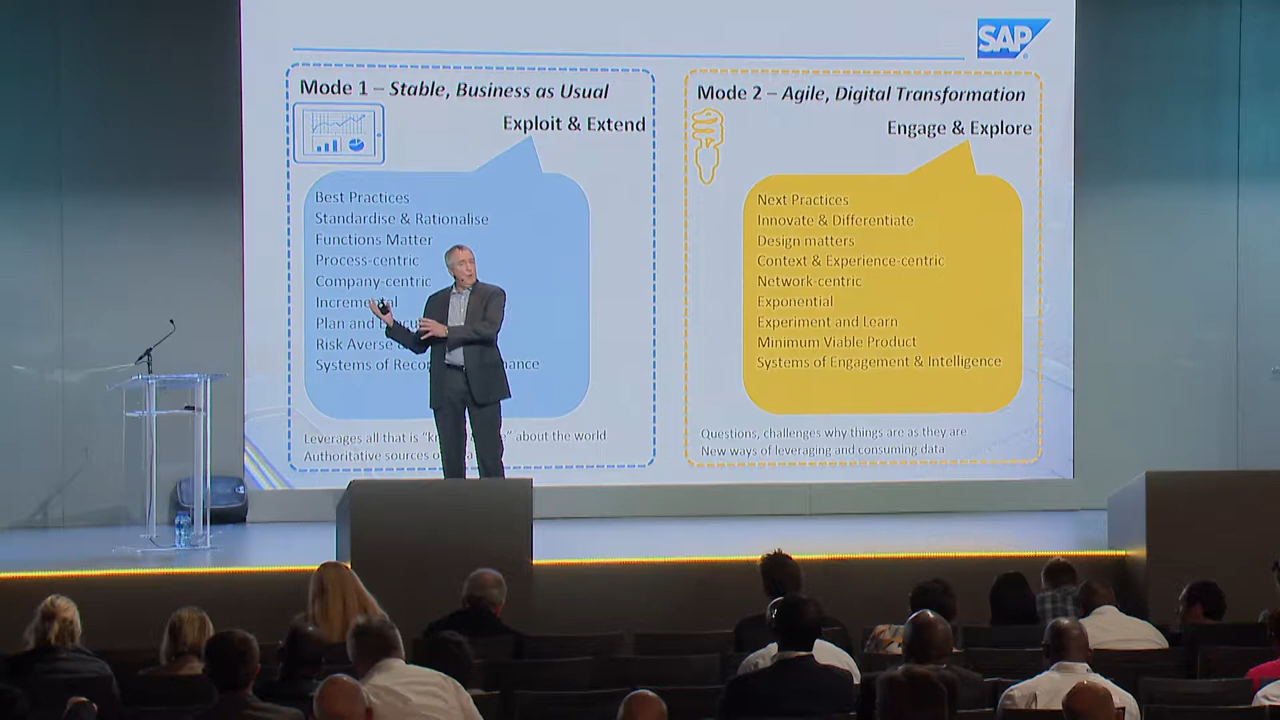 SAP
Mode 1 – Stable, Business as Usual
Exploit & Extend
Best Practices
Standardise & Rationalise
Functions Matter
Process-centric
Company-centric
Incremental
Plan and
Risk Averse
Systems of
Leverages all that is “ ” about the world
Authoritative sources
Mode 2 – Agile, Digital Transformation
Engage & Explore
Next Practices
Innovate & Differentiate
Design matters
Context & Experience-centric
Network-centric
Exponential
Experiment and Learn
Minimum Viable Product
Systems of Engagement & Intelligence
Questions, challenges why things are as they are
New ways of leveraging and consuming data